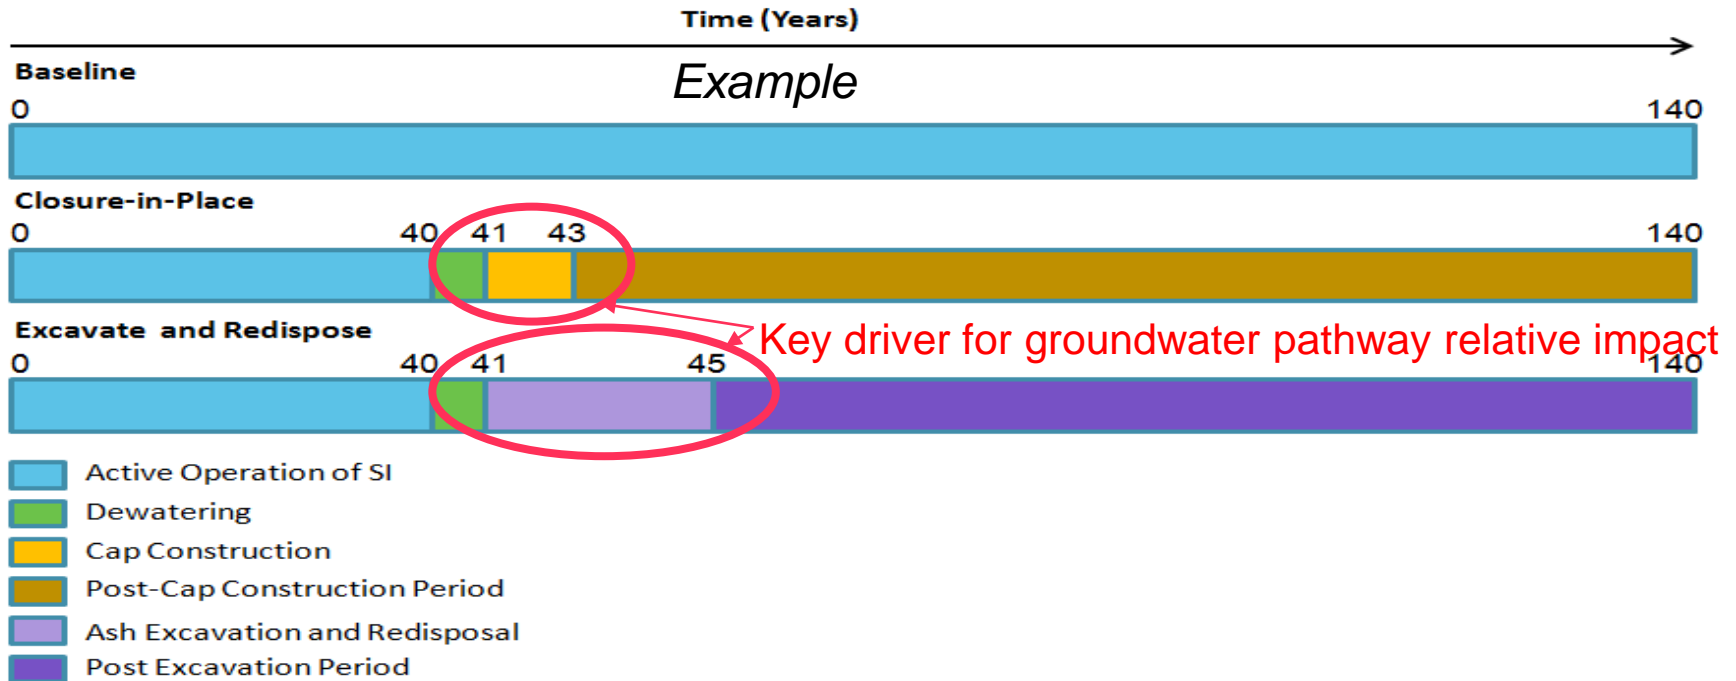 Time (Years)
Baseline
Example
0 140
Closure-in-Place
0 40 41 43 140
Excavate and Redispose
Key driver for groundwater pathway relative impact
0 40 41 45 140
Active Operation of SI
Dewatering
Cap Construction
Post-Cap Construction Period
Ash Excavation and Redisposal
Post Excavation Period